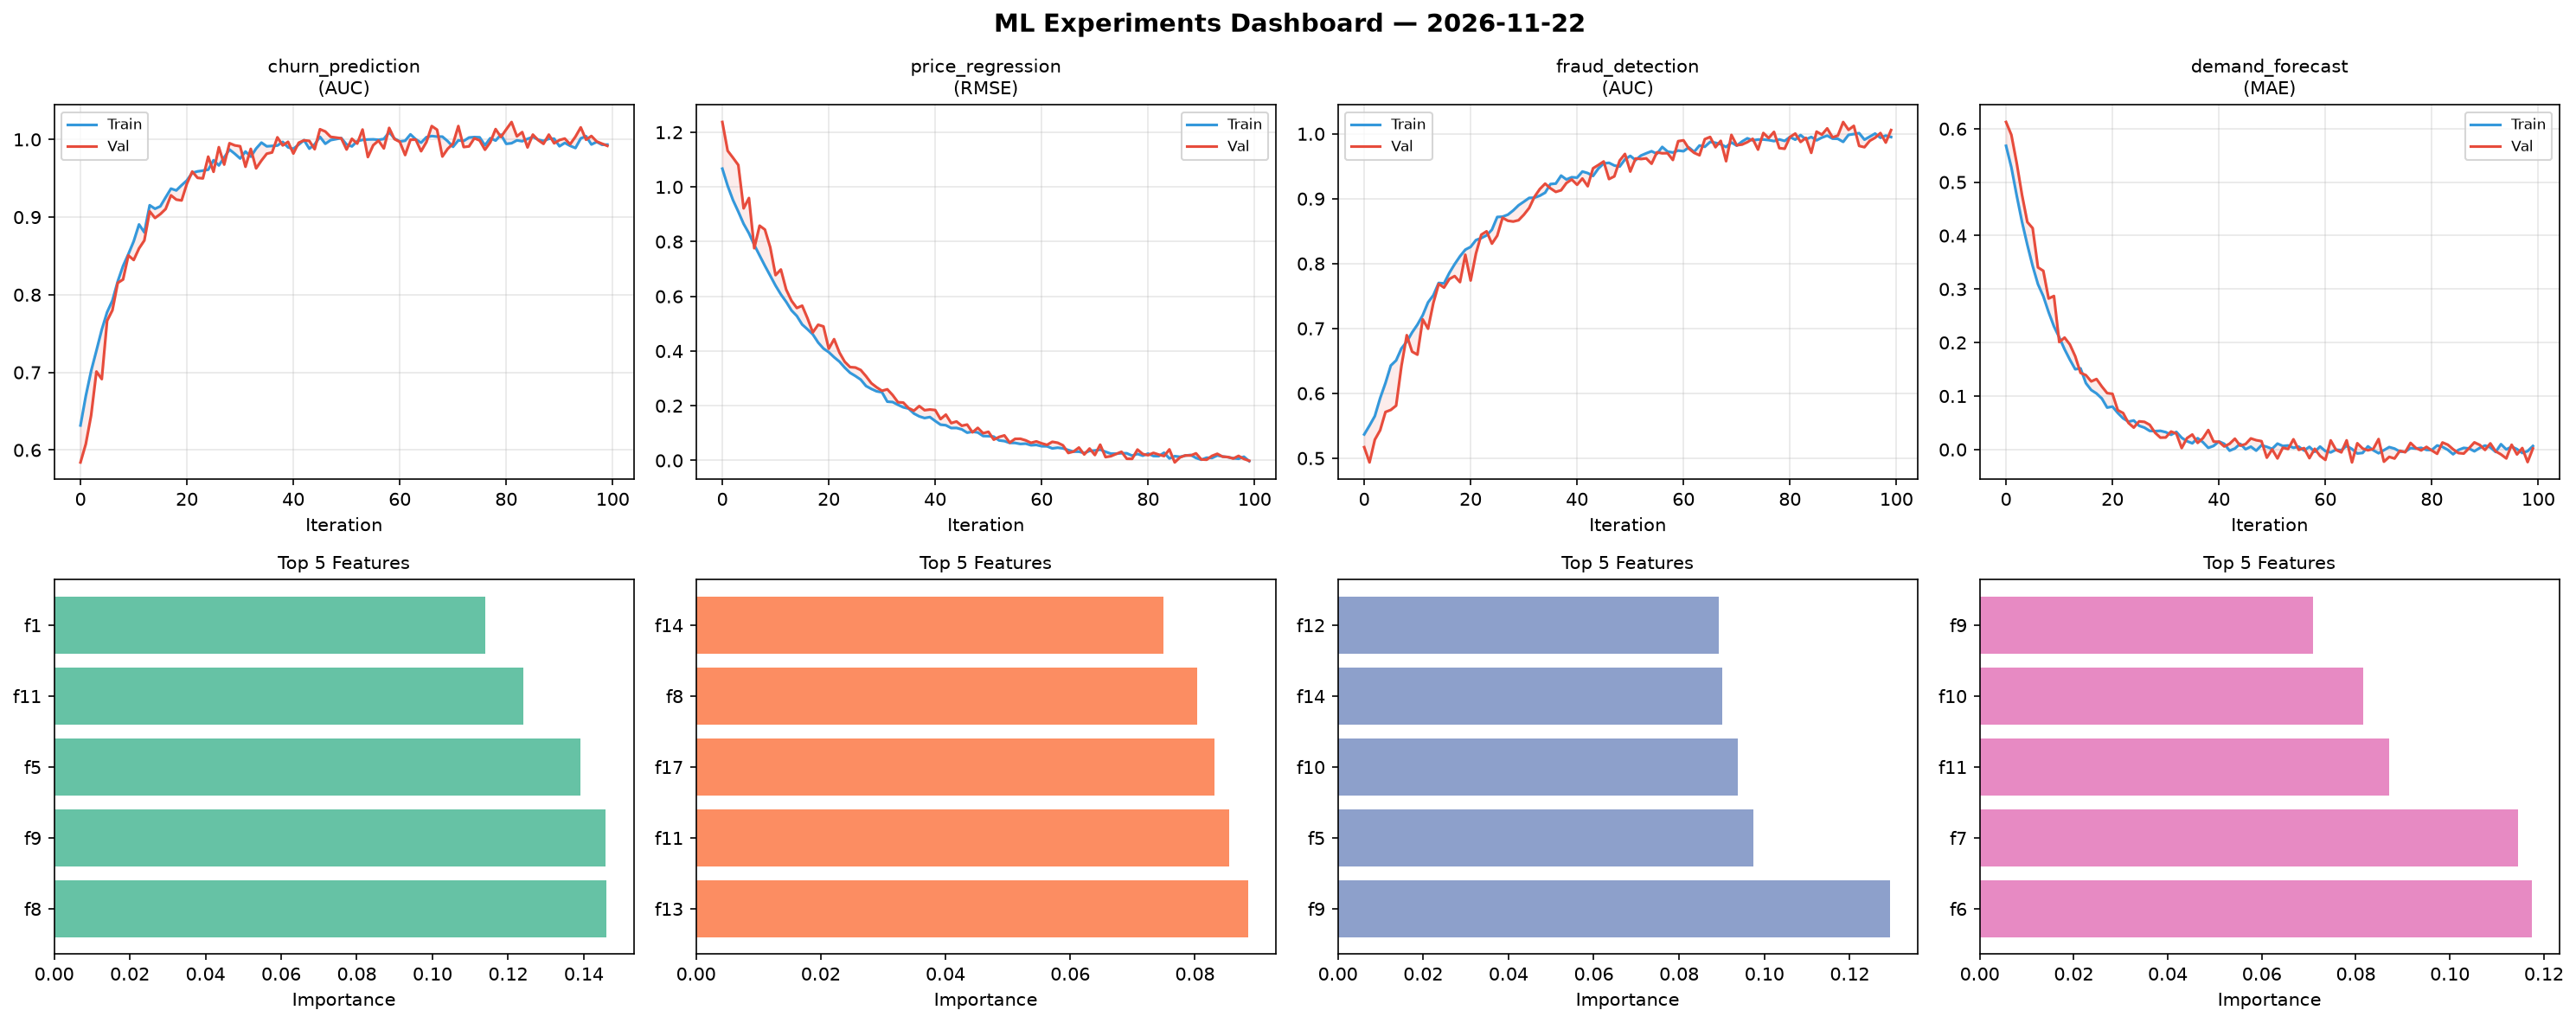 ML Experiments Dashboard — 2026-11-22
churn_prediction
(AUC)
Train
Val
1.0
0.9
0.8
0.7
0.6
0 20 40 60 80 100
Iteration
price_regression
(RMSE)
Train
Val
1.2
1.0
0.8
0.6
0.4
0.2
0.0
0 20 40 60 80 100
Iteration
fraud_detection
(AUC)
Train
Val
1.0
0.9
0.8
0.7
0.6
0.5
0 20 40 60 80 100
Iteration
demand_forecast
(MAE)
Train
Val
0.6
0.5
0.4
0.3
0.2
0.1
0.0
0 20 40 60 80 100
Iteration
Top 5 Features
f1
f11
f5
f9
f8
0.00 0.02 0.04 0.06 0.08 0.10 0.12 0.14
Importance
Top 5 Features
f14
f8
f17
f11
f13
0.00 0.02 0.04 0.06 0.08
Importance
Top 5 Features
f12
f14
f10
f5
f9
0.00 0.02 0.04 0.06 0.08 0.10 0.12
Importance
Top 5 Features
f9
f10
f11
f7
f6
0.00 0.02 0.04 0.06 0.08 0.10 0.12
Importance